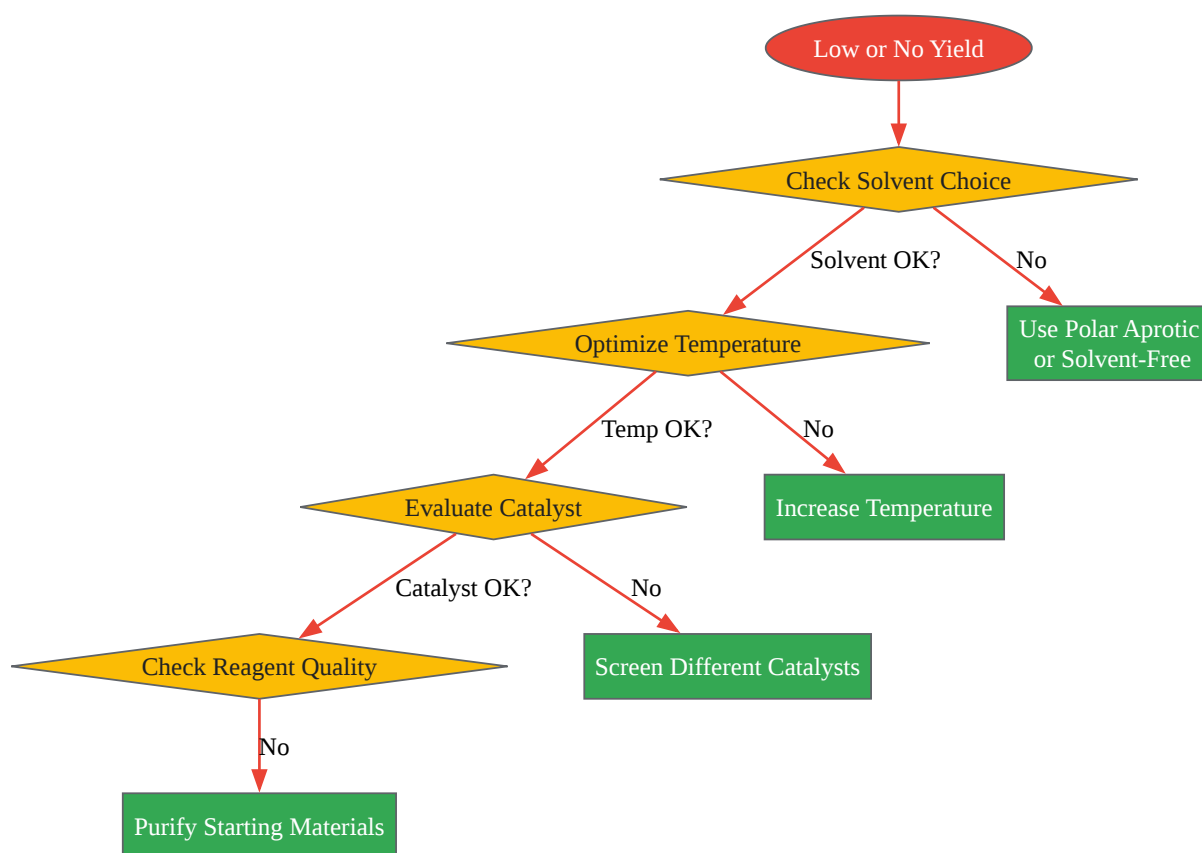 Low or No Yield
Check Solvent Choice
Solvent OK?
No
Use Polar Aprotic
or Solvent-Free
Optimize Temperature
Temp OK?
No
Increase Temperature
Evaluate Catalyst
Catalyst OK?
No
Screen Different Catalysts
Check Reagent Quality
No
Purify Starting Materials